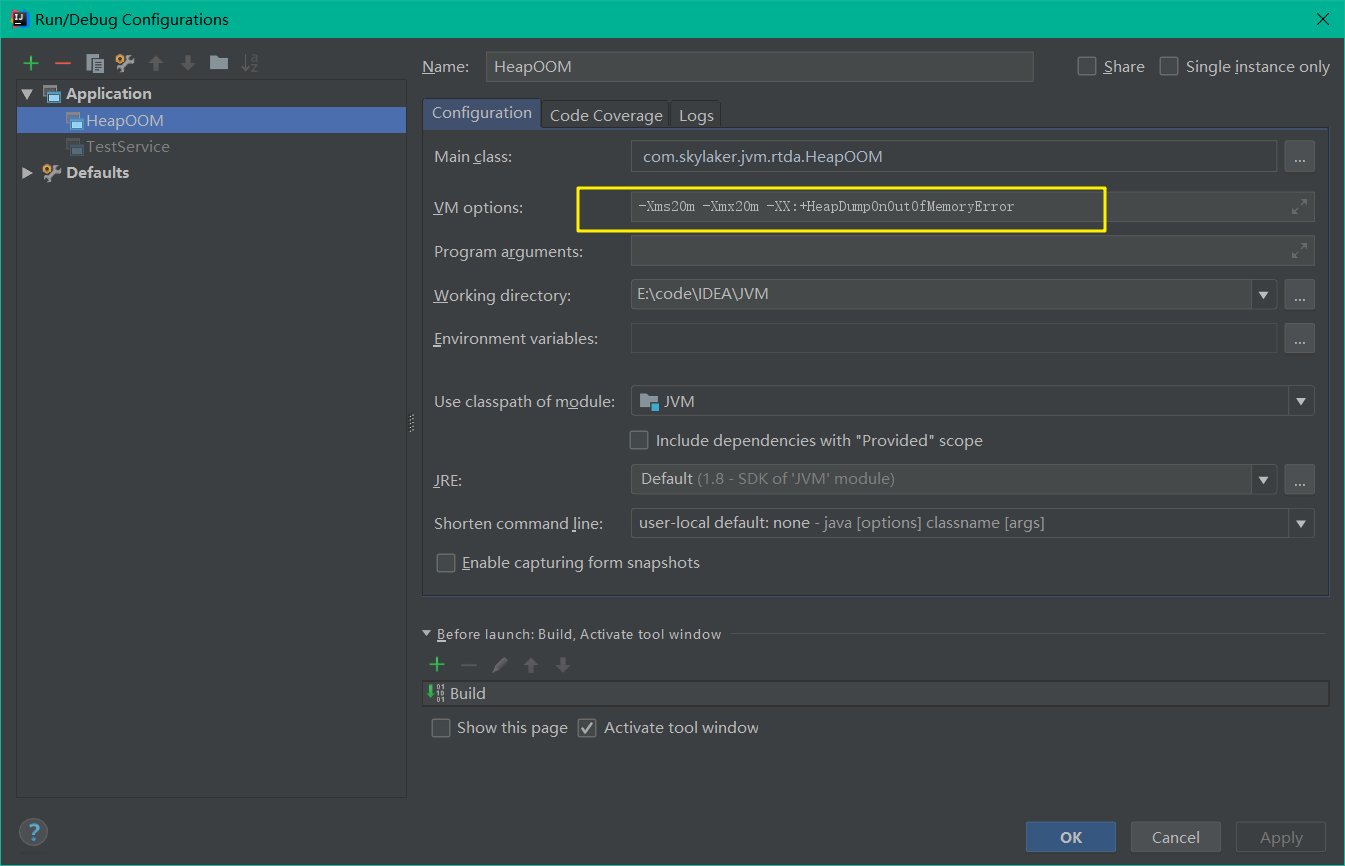 Run/Debug Configurations
Name: HeapOOM Share Single instance only
Application
HeapOOM
TestService
Defaults
Configuration Code Coverage Logs
Main class: com.skylaker.jvm.rtda.HeapOOM ...
VM options: -Xms20m -Xmx20m -XX:+HeapDumpOnOutOfMemoryError
Program arguments:
Working directory: E:\code\IDEA\JVM ...
Environment variables: ...
Use classpath of module: JVM
Include dependencies with "Provided" scope
JRE: Default (1.8 - SDK of 'JVM' module) ...
Shorten command line: user-local default: none - java [options] classname [args]
Enable capturing form snapshots
Before launch: Build, Activate tool window
Build
Show this page Activate tool window
? OK Cancel Apply